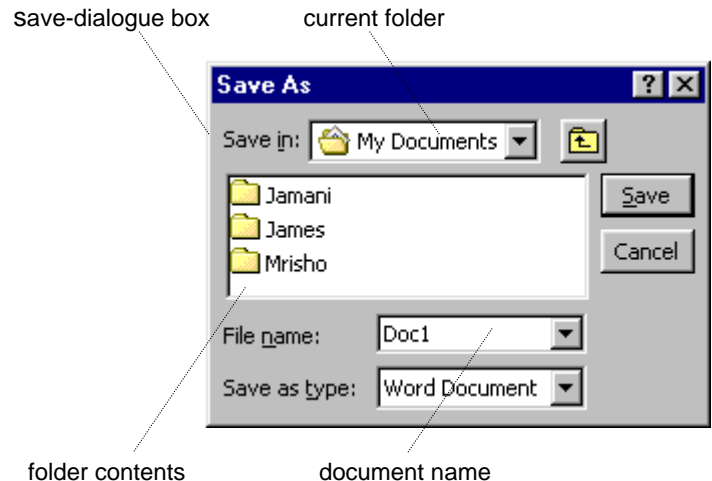 save-dialogue box current folder
Save As
Save in: My Documents
Jamani
James
Mrisho
Save
Cancel
File name: Doc1
Save as type: Word Document
folder contents document name